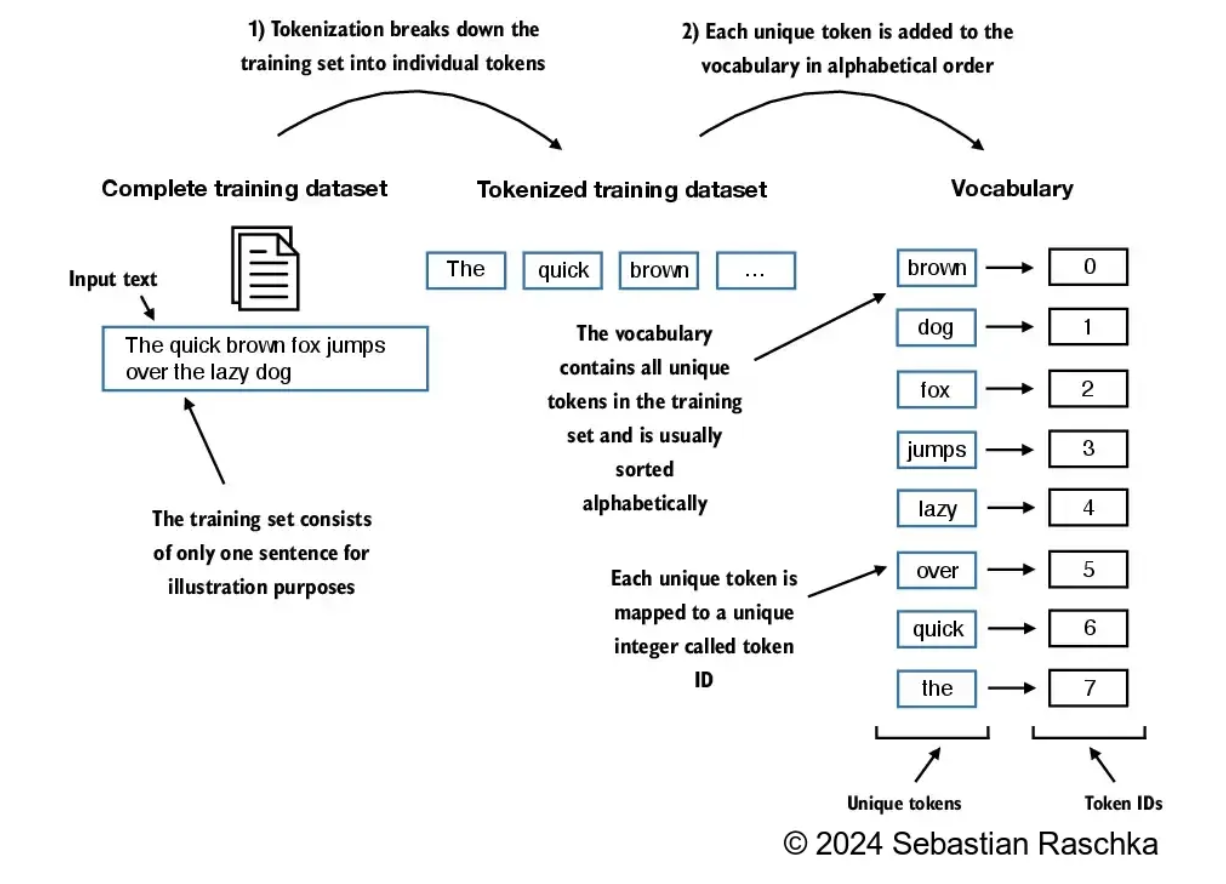 1) Tokenization breaks down the
training set into individual tokens
2) Each unique token is added to the
vocabulary in alphabetical order
Complete training dataset
Tokenized training dataset
Vocabulary
Input text
The quick brown fox jumps
over the lazy dog
The training set consists
of only one sentence for
illustration purposes
The
quick
brown
...
The vocabulary
contains all unique
tokens in the training
set and is usually
sorted
alphabetically
Each unique token is
mapped to a unique
integer called token
ID
brown 0
dog 1
fox 2
jumps 3
lazy 4
over 5
quick 6
the 7
Unique tokens
Token IDs
© 2024 Sebastian Raschka